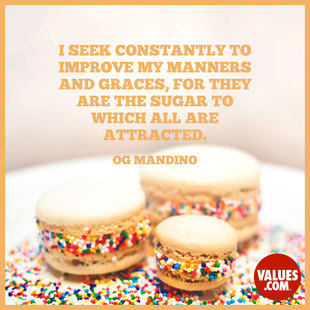 I SEEK CONSTANTLY TO
IMPROVE MY MANNERS
AND GRACES, FOR THEY
ARE THE SUGAR TO
WHICH ALL ARE
ATTRACTED.
OG MANDINO
VALUES
.COM